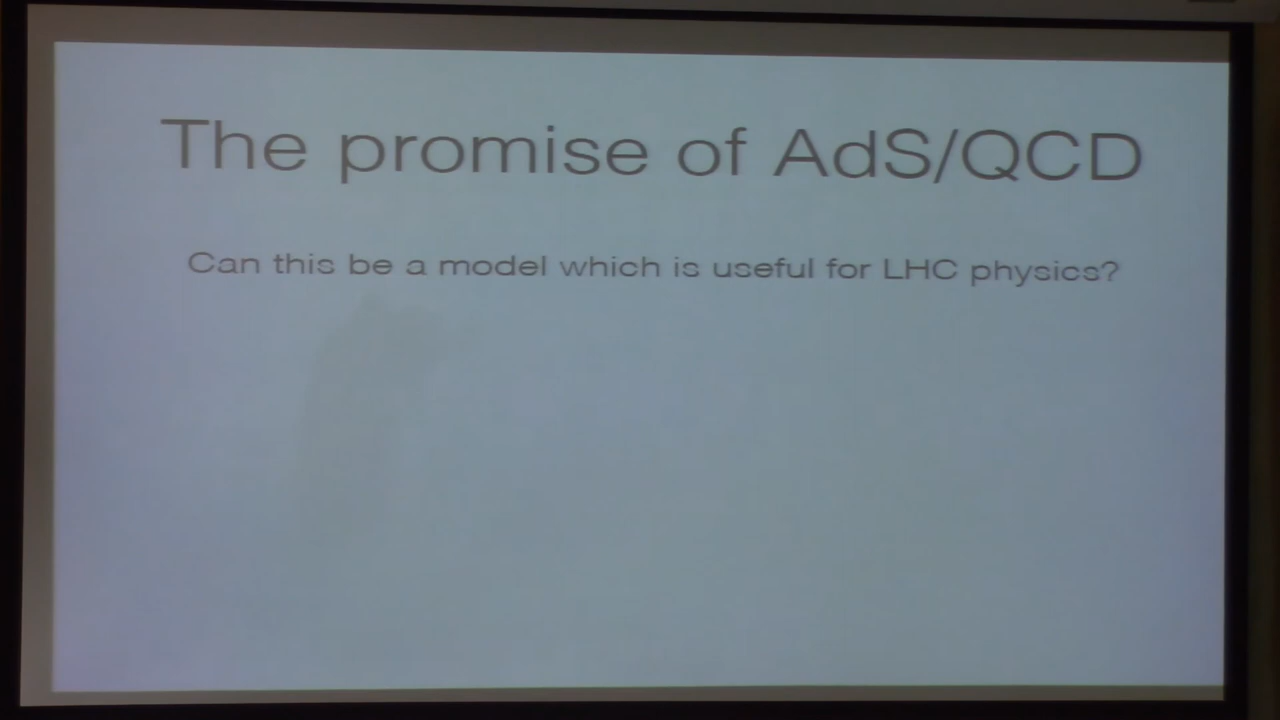 The promise of AdS/QCD
Can this be a model which is useful for LHC physics?